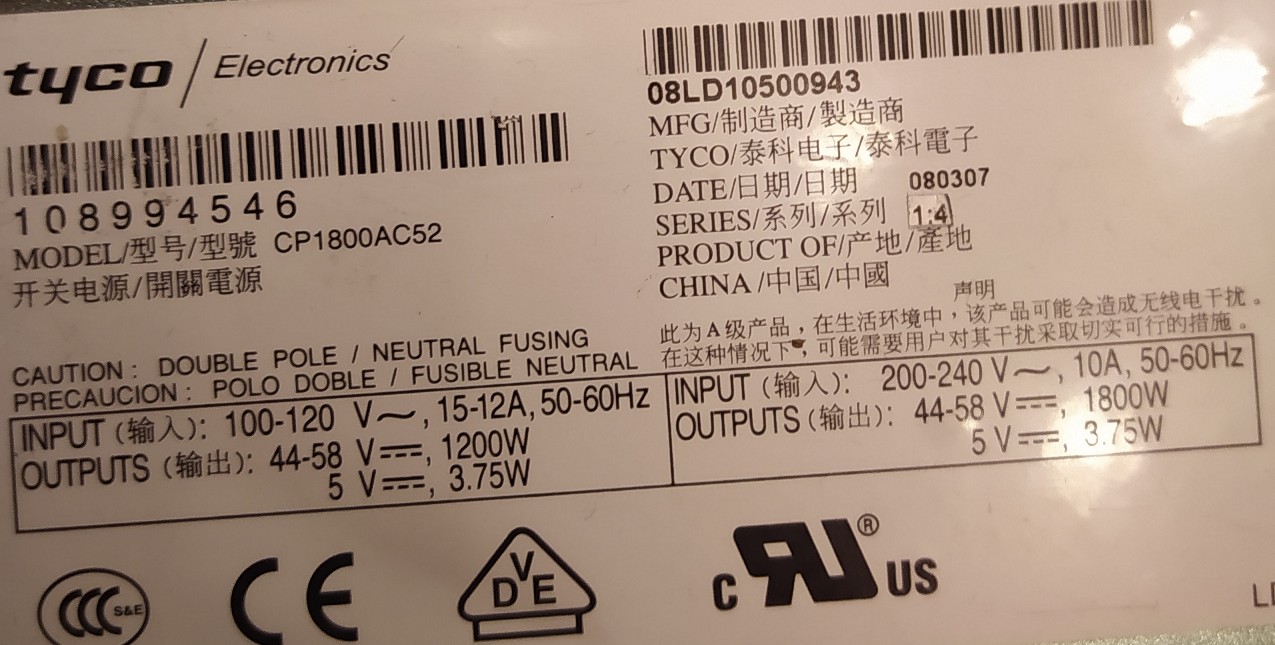 tyco / Electronics
108994546
MODEL/型号/型號 CP1800AC52
开关电源/開關電源
08LD10500943
MFG/制造商/製造商
TYCO/泰科电子/泰科電子
DATE/日期/日期 080307
SERIES/系列/系列 1:4
PRODUCT OF/产地/產地
CHINA/中国/中國
声明
此为A级产品，在生活环境中，该产品可能会造成无线电干扰。
在这种情况下，可能需要用户对其干扰采取切实可行的措施。
CAUTION : DOUBLE POLE / NEUTRAL FUSING
PRECAUCION : POLO DOBLE / FUSIBLE NEUTRAL
INPUT (输入): 100-120 V~, 15-12A, 50-60Hz
OUTPUTS (输出): 44-58 V⎓, 1200W
5 V⎓, 3.75W
INPUT (输入): 200-240 V~, 10A, 50-60Hz
OUTPUTS (输出): 44-58 V⎓, 1800W
5 V⎓, 3.75W
CCC S&E
CE
DVE
C RU® US